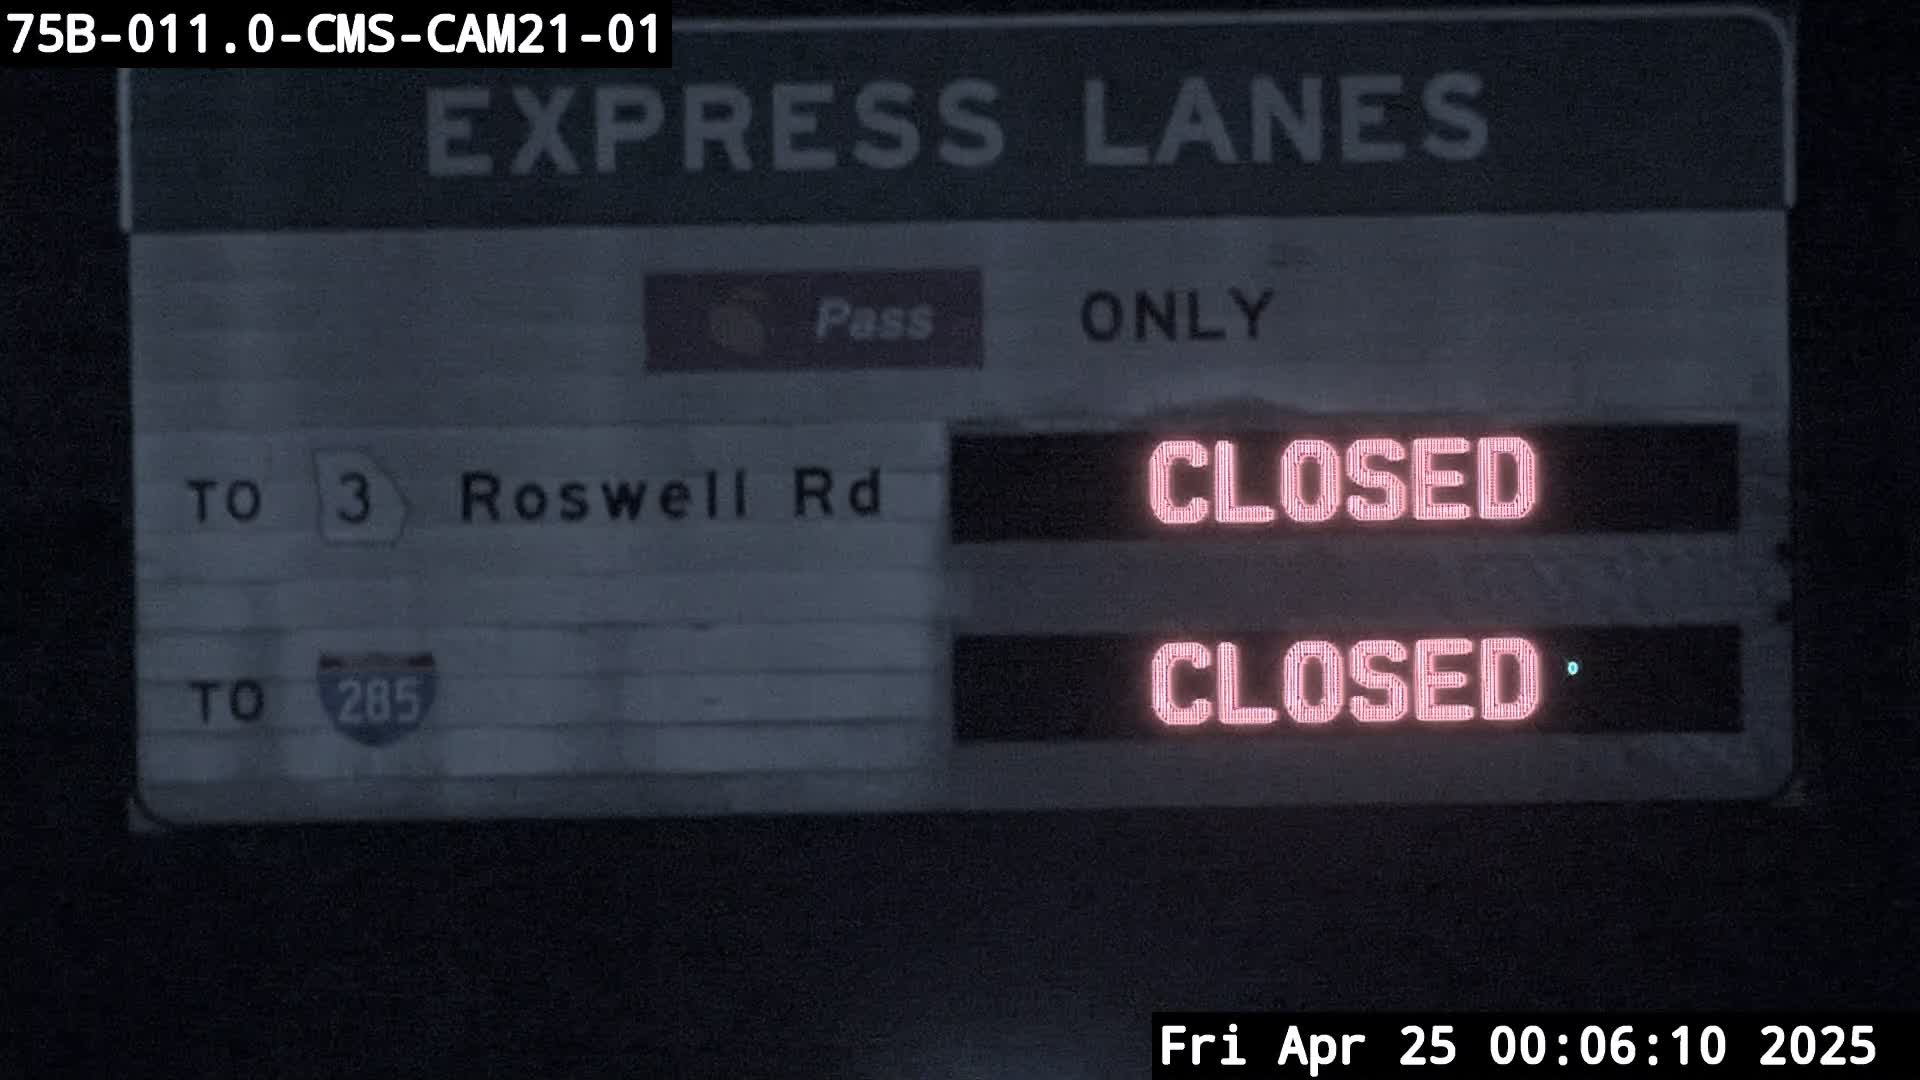 75B-011.0-CMS-CAM21-01
EXPRESS LANES
Pass ONLY
TO 3 Roswell Rd CLOSED
TO 285 CLOSED
Fri Apr 25 00:06:10 2025